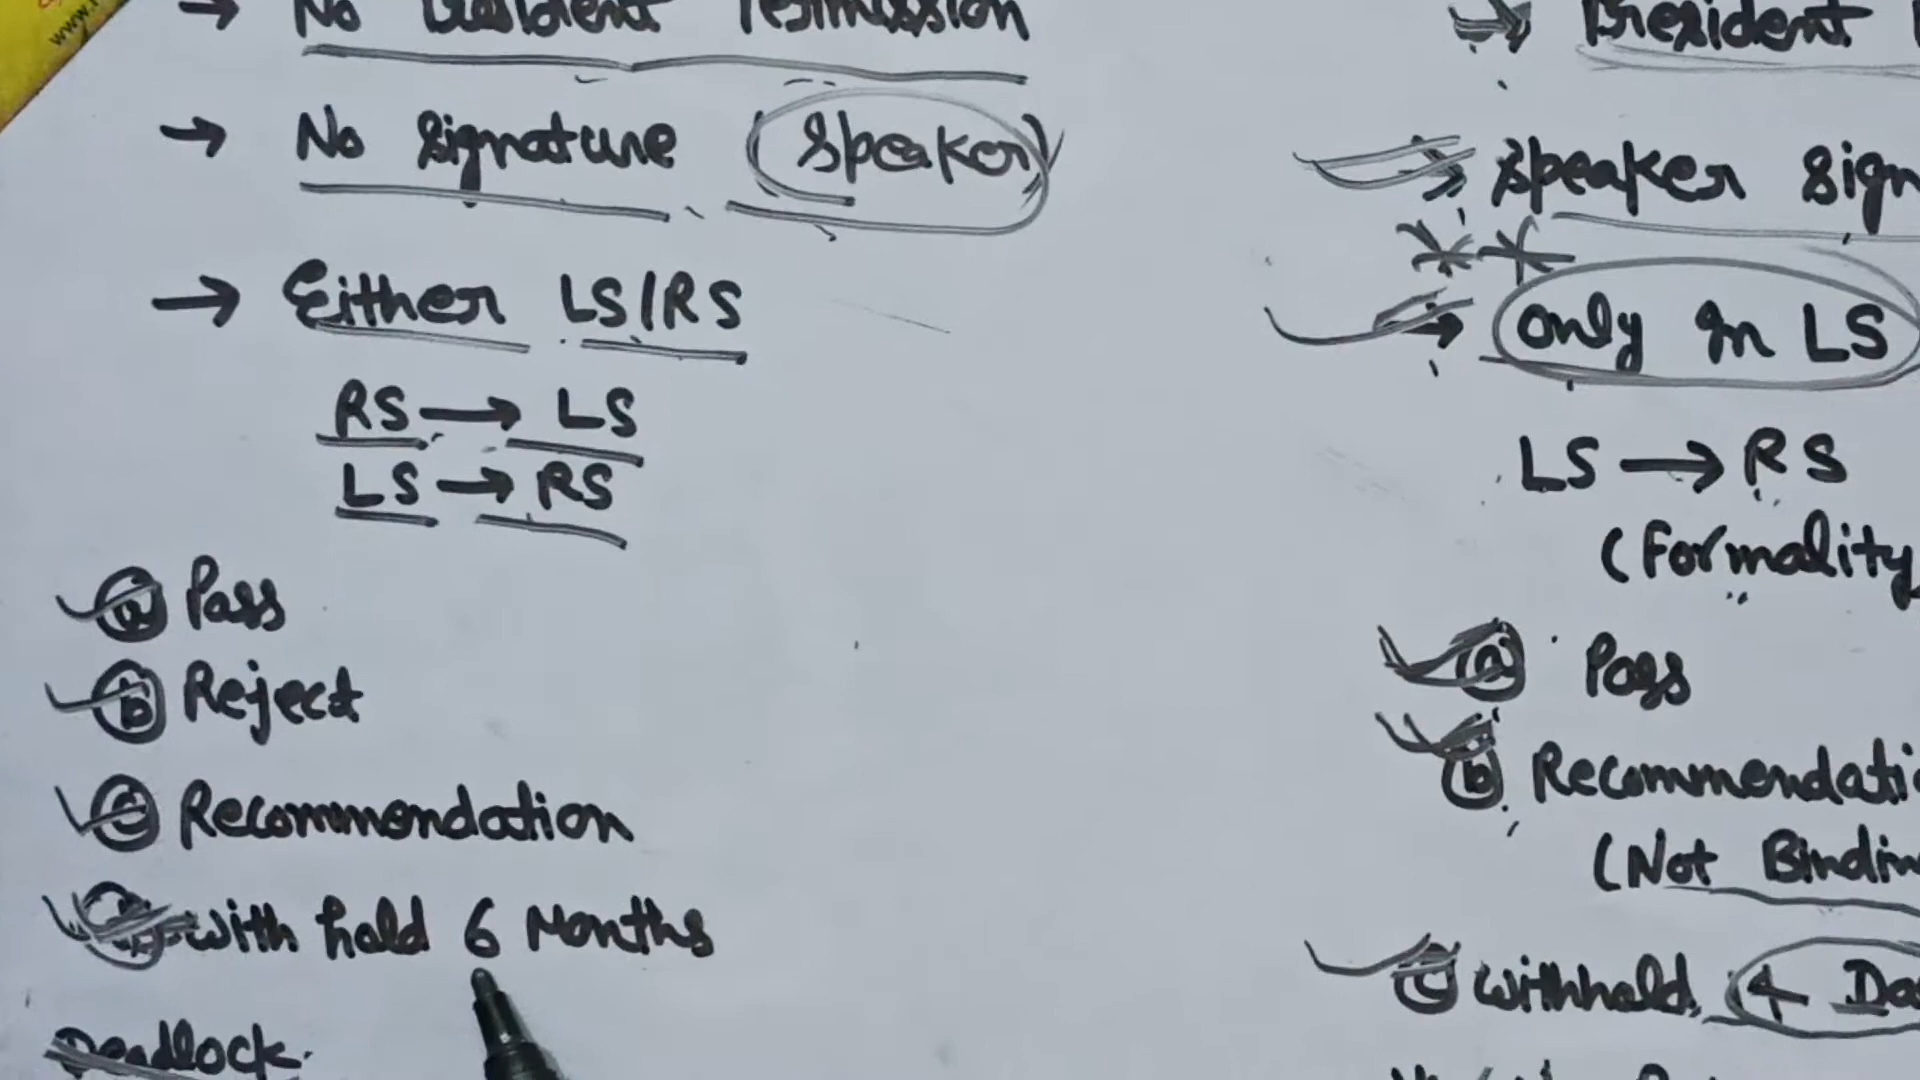 www.
→ No President Permission
→ No Signature (Speaker)
→ Either LS/RS
RS → LS
LS → RS
(a) Pass
(b) Reject
(c) Recommendation
with hold 6 Months
Deadlock
→ President
→ Speaker Sign
**
→ Only in LS
LS → RS
(Formality
(a) Pass
(b) Recommendati
(Not Bindin
(c) Withhold